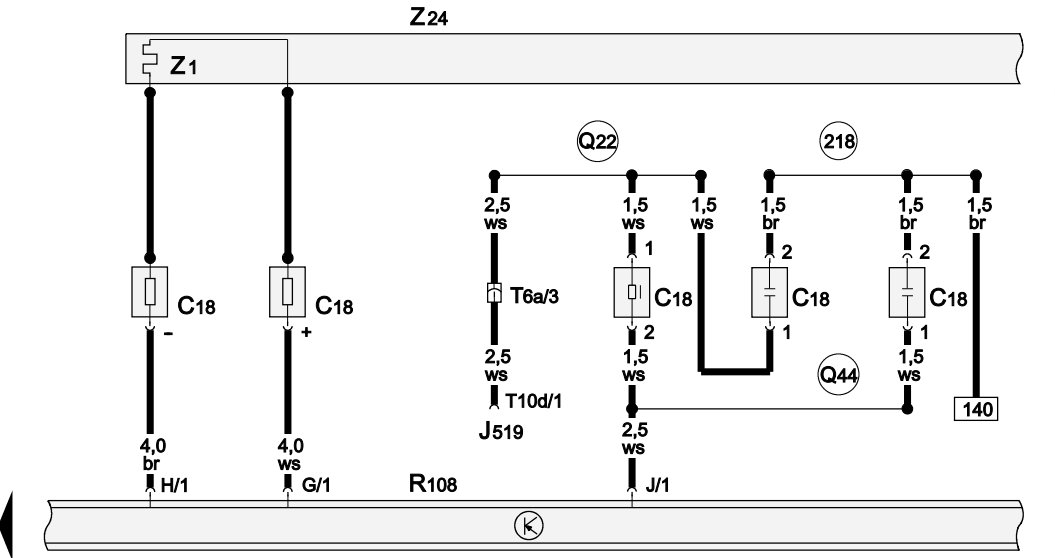 Z24
Z1
Q22
218
2,5
ws
1,5
ws
1,5
ws
1,5
br
1,5
br
1,5
br
1
2
2
C18
-
C18
+
T6a/3
C18
2
C18
1
C18
1
2,5
ws
1,5
ws
Q44
1,5
ws
T10d/1
J519
140
4,0
br
4,0
ws
2,5
ws
H/1
G/1
R108
J/1